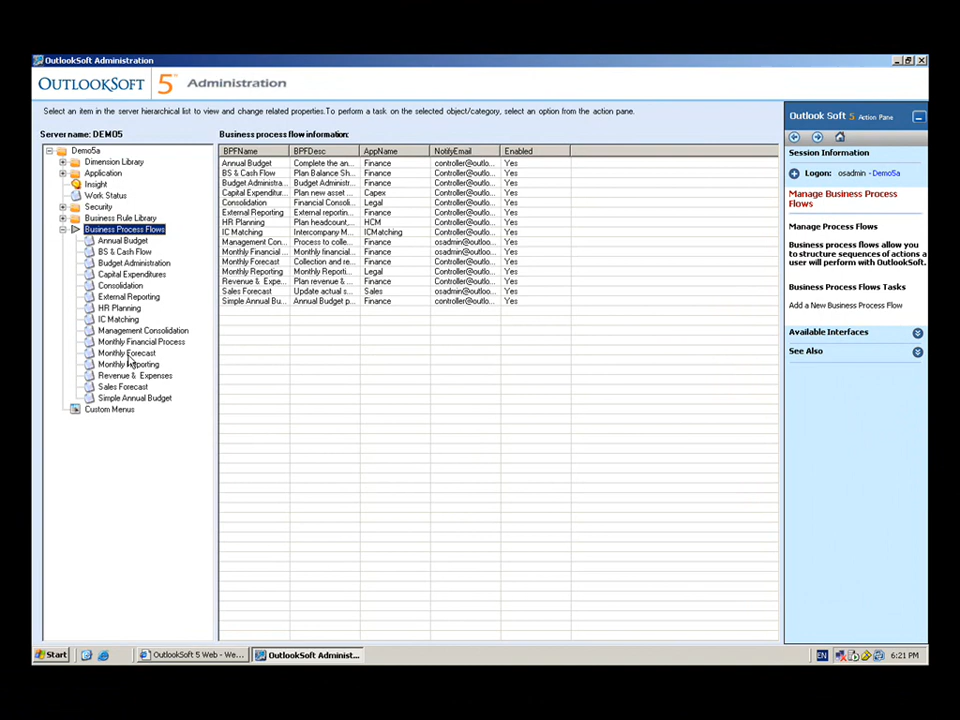 OutlookSoft Administration
OUTLOOKSOFT 5 Administration
Select an item in the server hierarchical list to view and change related properties.To perform a task on the selected object/category, select an option from the action pane.
Server name: DEMO5
Demo5a
Dimension Library
Application
Insight
Work Status
Security
Business Rule Library
Business Process Flows
Annual Budget
BS & Cash Flow
Budget Administration
Capital Expenditures
Consolidation
External Reporting
HR Planning
IC Matching
Management Consolidation
Monthly Financial Process
Monthly Forecast
Monthly Reporting
Revenue & Expenses
Sales Forecast
Simple Annual Budget
Custom Menus
Business process flow information:
BPFName BPFDesc AppName NotifyEmail Enabled
Annual Budget Complete the an... Finance controller@outlo... Yes
BS & Cash Flow Plan Balance Sh... Finance Controller@outlo... Yes
Budget Administra... Budget Administr... Finance Controller@outlo... Yes
Capital Expenditur... Plan new asset ... Capex Controller@outlo... Yes
Consolidation Financial Consoli... Legal Controller@outlo... Yes
External Reporting External reportin... Finance Controller@outlo... Yes
HR Planning Plan headcount... HCM Controller@outlo... Yes
IC Matching Intercompany M... ICMatching Controller@outlo... Yes
Management Con... Process to colle... Finance osadmin@outloo... Yes
Monthly Financial ... Monthly financial... Finance controller@outlo... Yes
Monthly Forecast Collection and re... Finance Controller@outlo... Yes
Monthly Reporting Monthly Reporti... Legal Controller@outlo... Yes
Revenue & Expe... Plan revenue & ... Finance Controller@outlo... Yes
Sales Forecast Update actual s... Sales osadmin@outloo... Yes
Simple Annual Bu... Annual Budget p... Finance controller@outlo... Yes
Outlook Soft 5 Action Pane
Session Information
Logon: osadmin - Demo5a
Manage Business Process
Flows
Manage Process Flows
Business process flows allow you
to structure sequences of actions a
user will perform with OutlookSoft.
Business Process Flows Tasks
Add a New Business Process Flow
Available Interfaces
See Also
Start
OutlookSoft 5 Web - We...
OutlookSoft Administ...
EN
6:21 PM